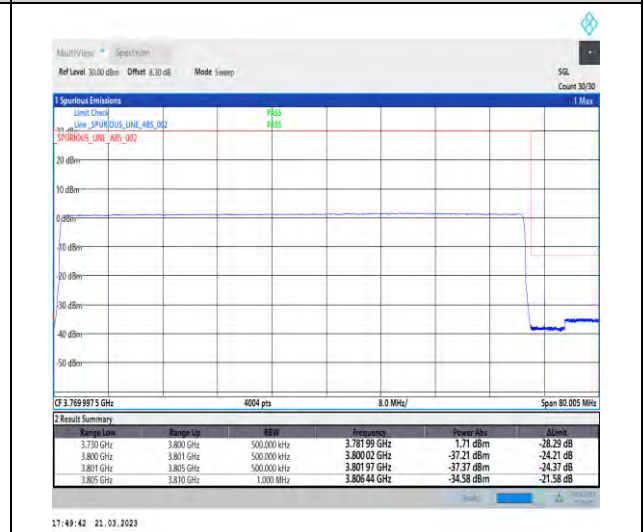 MultiView Spectrum
Ref Level 30.00 dBm Offset 8.30 dB Mode Sweep SGL
Count 30/30
1 Spurious Emissions 1 Max
Limit Check PASS
Line _SPURIOUS_LINE_ABS_002 PASS
_SPURIOUS_LINE_ABS_002
20 dBm
10 dBm
0 dBm
-10 dBm
-20 dBm
-30 dBm
-40 dBm
-50 dBm
CF 3.769 997 5 GHz 4004 pts 8.0 MHz/ Span 80.005 MHz
2 Result Summary
Range Low Range Up RBW Frequency Power Abs ΔLimit
3.730 GHz 3.800 GHz 500.000 kHz 3.781 99 GHz 1.71 dBm -28.29 dB
3.800 GHz 3.801 GHz 500.000 kHz 3.800 02 GHz -37.21 dBm -24.21 dB
3.801 GHz 3.805 GHz 500.000 kHz 3.801 97 GHz -37.37 dBm -24.37 dB
3.805 GHz 3.810 GHz 1.000 MHz 3.806 44 GHz -34.58 dBm -21.58 dB
17:49:42 21.03.2023